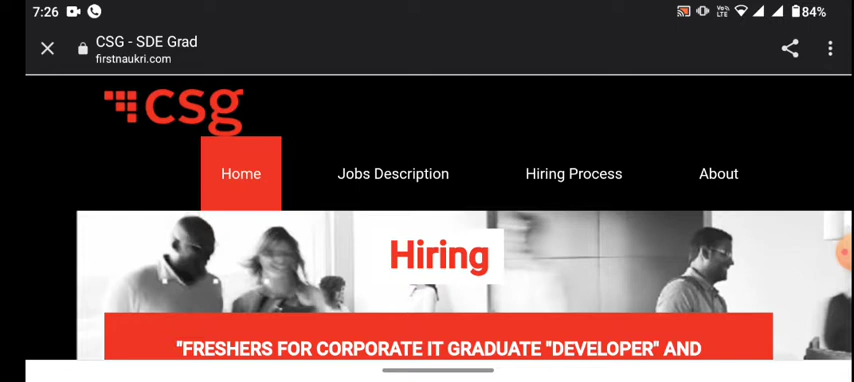 7:26
VoLTE 84%
CSG - SDE Grad
firstnaukri.com
csg
Home Jobs Description Hiring Process About
Hiring
"FRESHERS FOR CORPORATE IT GRADUATE "DEVELOPER" AND